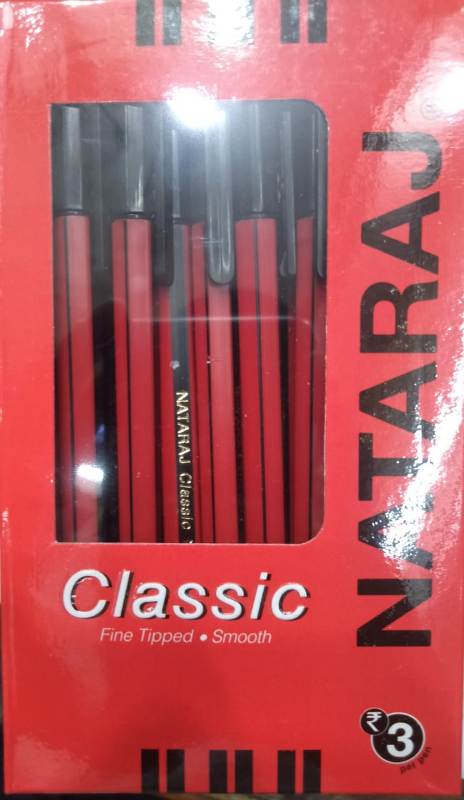 NATARAJ
NATARAJ Classic
Classic
Fine Tipped • Smooth
₹
3
per pen